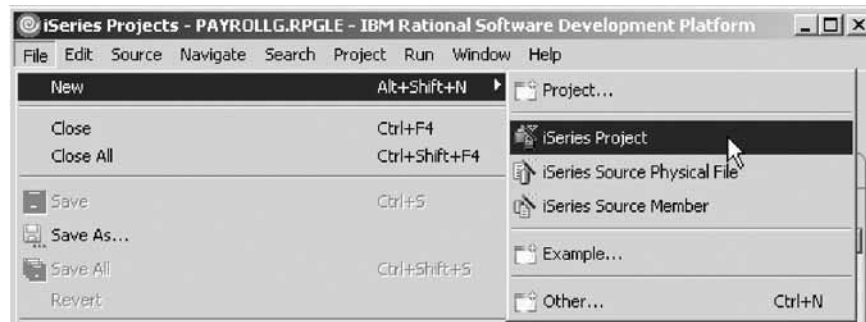 iSeries Projects - PAYROLLG.RPGLE - IBM Rational Software Development Platform
File Edit Source Navigate Search Project Run Window Help
New Alt+Shift+N
Close Ctrl+F4
Close All Ctrl+Shift+F4
Save Ctrl+S
Save As...
Save All Ctrl+Shift+S
Revert
Project...
iSeries Project
iSeries Source Physical File
iSeries Source Member
Example...
Other... Ctrl+N